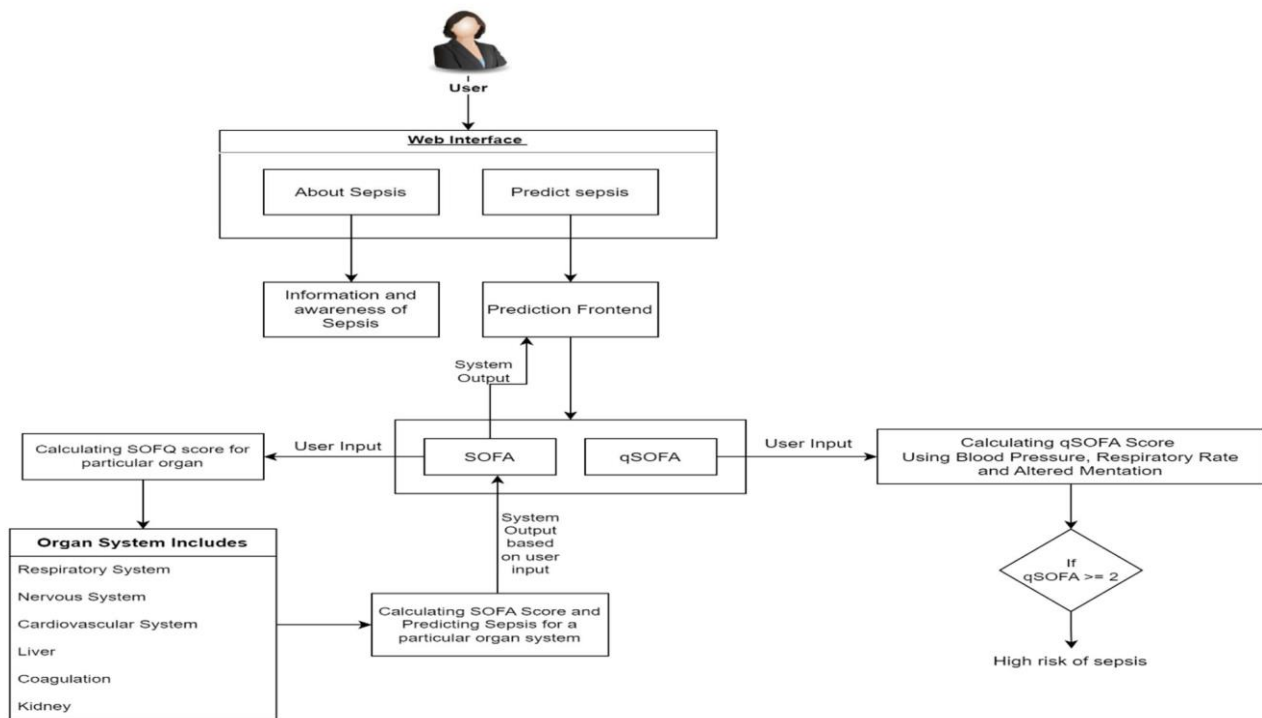 User
Web Interface
About Sepsis
Predict sepsis
Information and
awareness of
Sepsis
Prediction Frontend
System
Output
Calculating SOFQ score for
particular organ
User Input
SOFA
qSOFA
User Input
Calculating qSOFA Score
Using Blood Pressure, Respiratory Rate
and Altered Mentation
System
Output
based
on user
input
Organ System Includes
Respiratory System
Nervous System
Cardiovascular System
Liver
Coagulation
Kidney
Calculating SOFA Score and
Predicting Sepsis for a
particular organ system
If
qSOFA >= 2
High risk of sepsis